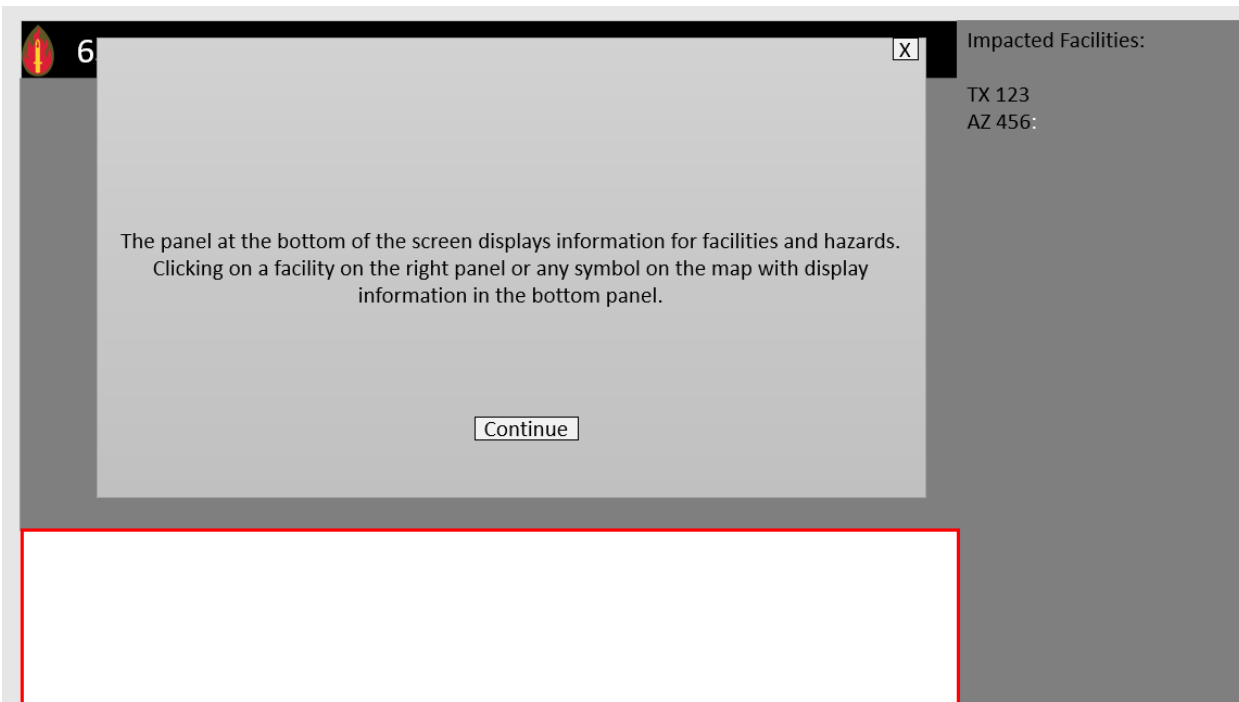 6
X
Impacted Facilities:
TX 123
AZ 456:
The panel at the bottom of the screen displays information for facilities and hazards.
Clicking on a facility on the right panel or any symbol on the map with display
information in the bottom panel.
Continue